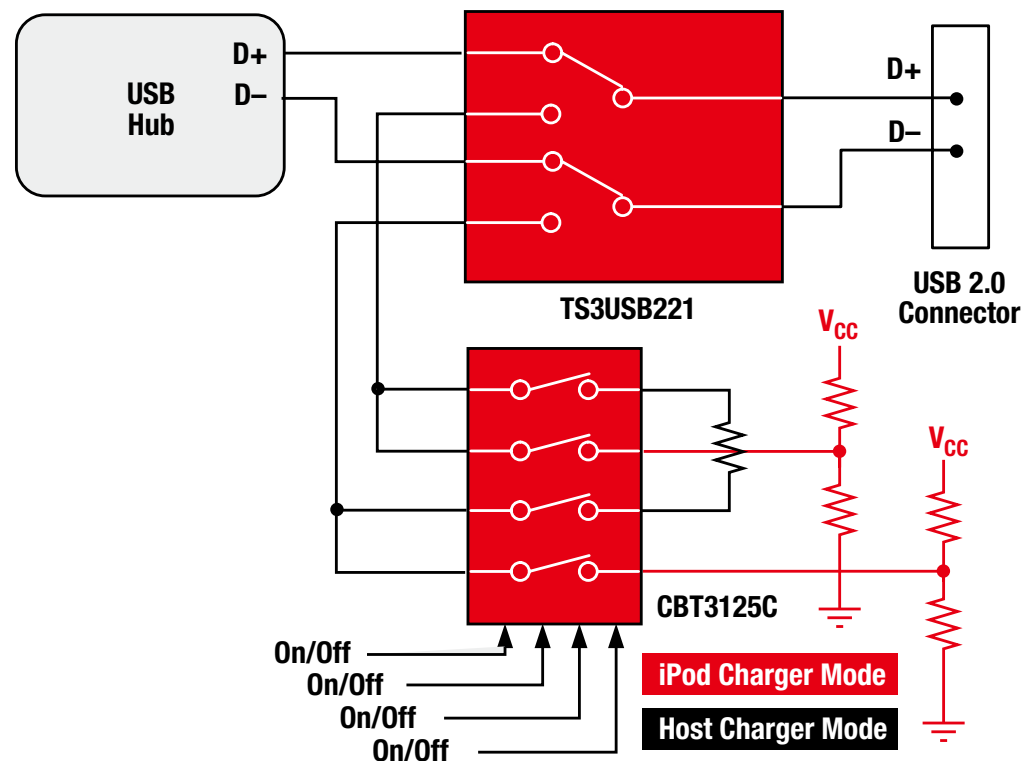 USB
Hub
D+
D–
TS3USB221
D+
D–
USB 2.0
Connector
VCC
VCC
CBT3125C
On/Off
On/Off
On/Off
On/Off
iPod Charger Mode
Host Charger Mode